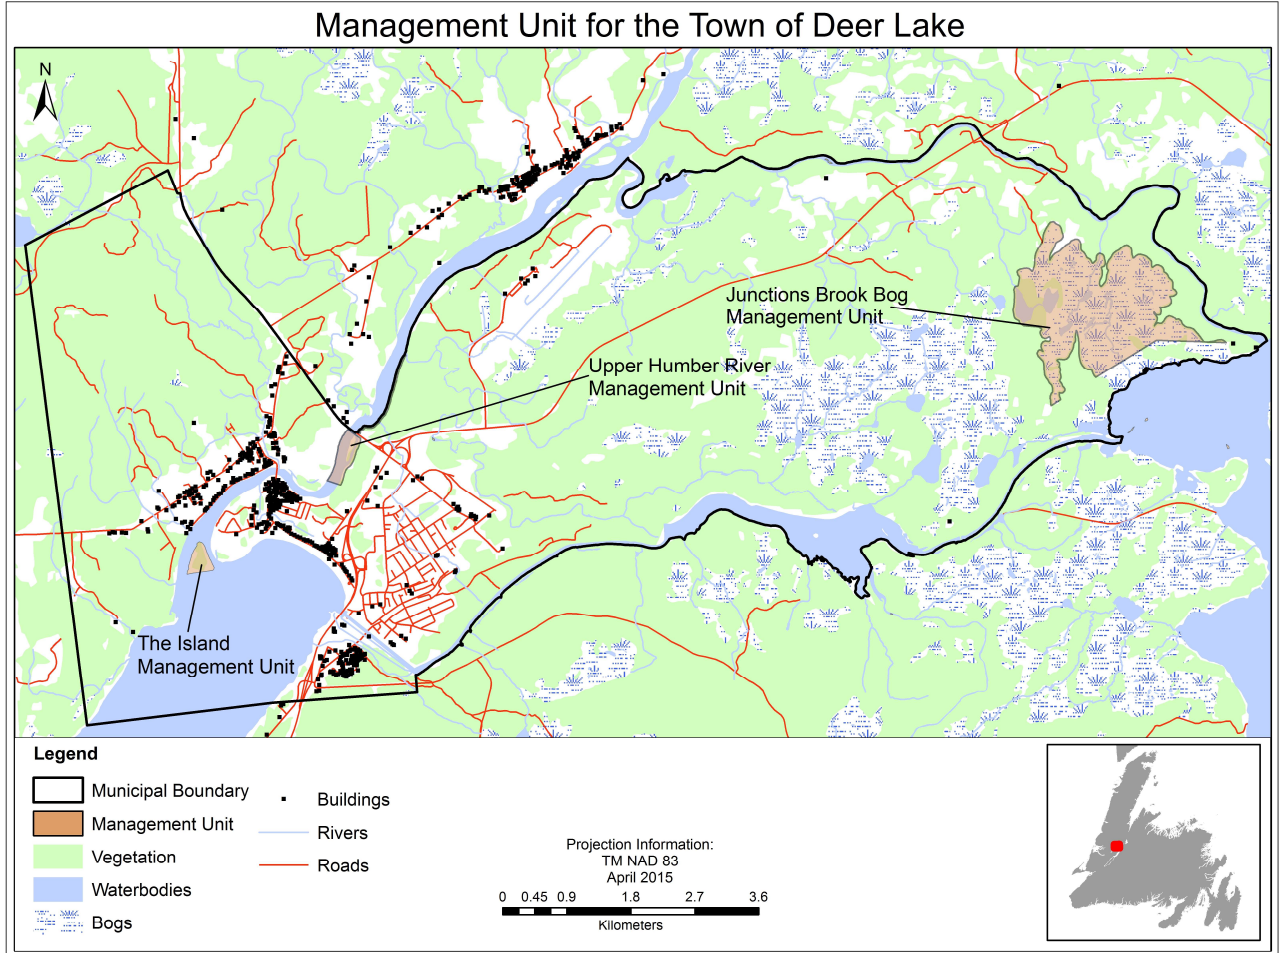 Management Unit for the Town of Deer Lake
N
Junctions Brook Bog
Management Unit
Upper Humber River
Management Unit
The Island
Management Unit
Legend
Municipal Boundary
Management Unit
Vegetation
Waterbodies
Bogs
Buildings
Rivers
Roads
Projection Information:
TM NAD 83
April 2015
0 0.45 0.9 1.8 2.7 3.6
Kilometers